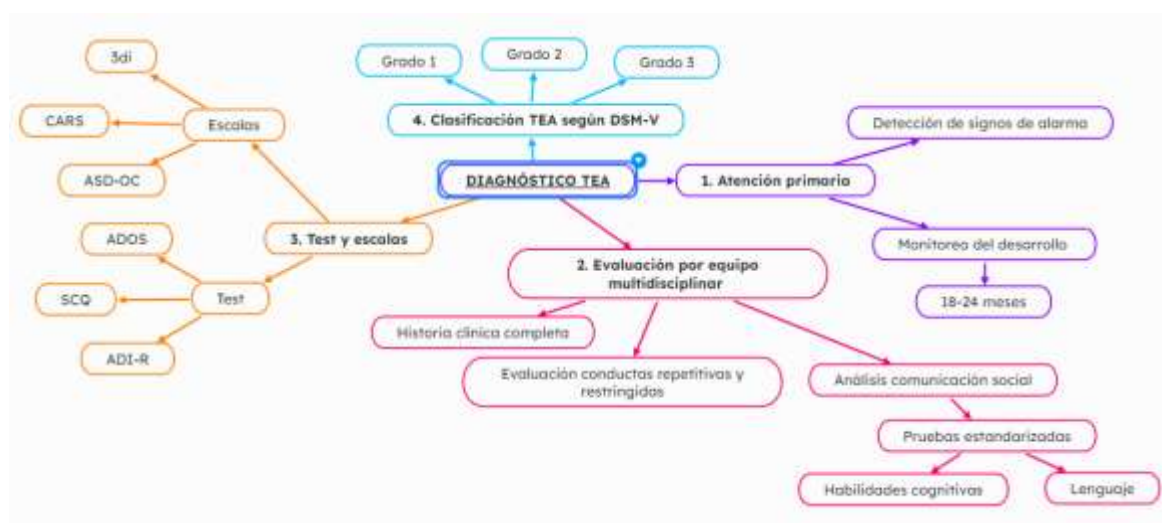 3di
Grado 1
Grado 2
Grado 3
CARS
Escalas
4. Clasificación TEA según DSM-V
Detección de signos de alarma
ASD-OC
DIAGNÓSTICO TEA
1. Atención primaria
ADOS
3. Test y escalas
Monitoreo del desarrollo
2. Evaluación por equipo
multidisciplinar
SCQ
Test
18-24 meses
Historia clínica completa
ADI-R
Evaluación conductas repetitivas y
restringidas
Análisis comunicación social
Pruebas estandarizadas
Habilidades cognitivas
Lenguaje